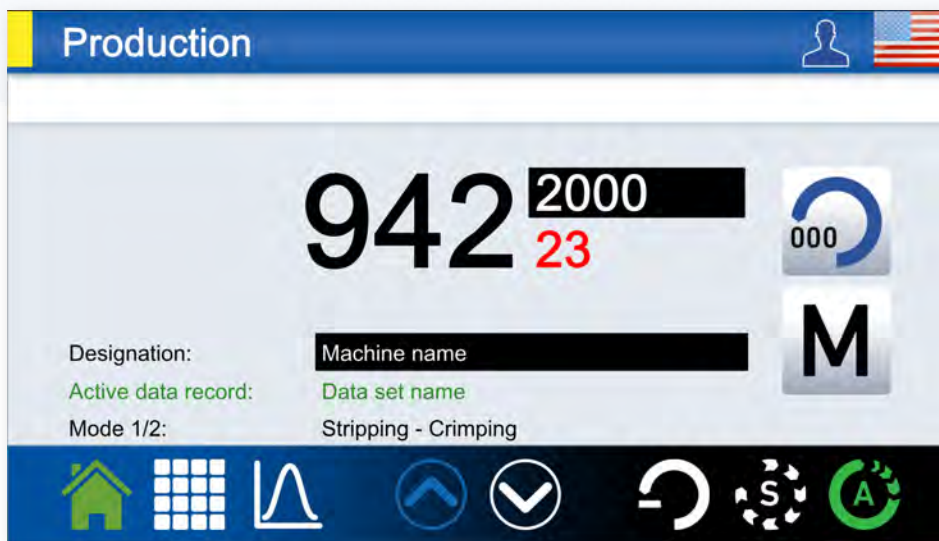 Production
942
2000
23
000
M
Designation: Machine name
Active data record: Data set name
Mode 1/2: Stripping - Crimping
S
A